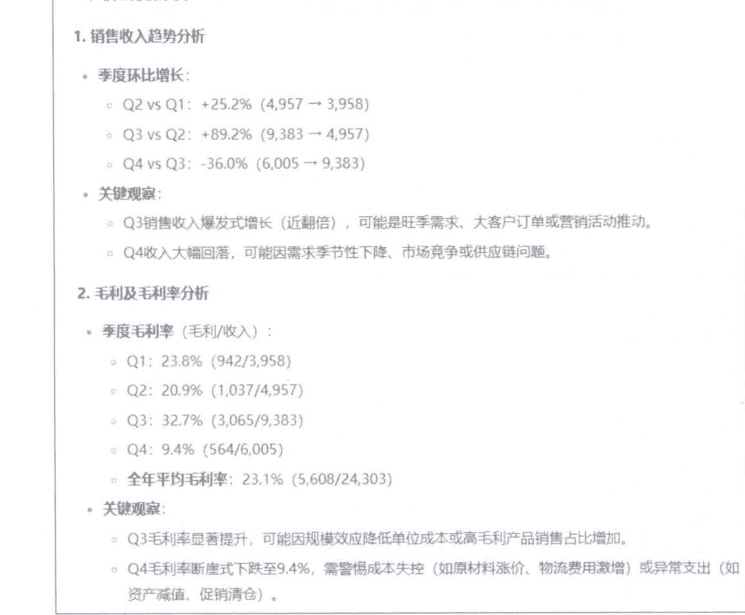 1. 销售收入趋势分析
• 季度环比增长：
○ Q2 vs Q1：+25.2%（4,957 → 3,958）
○ Q3 vs Q2：+89.2%（9,383 → 4,957）
○ Q4 vs Q3：-36.0%（6,005 → 9,383）
• 关键观察：
○ Q3销售收入爆发式增长（近翻倍），可能是旺季需求、大客户订单或营销活动推动。
○ Q4收入大幅回落，可能因需求季节性下降、市场竞争或供应链问题。
2. 毛利及毛利率分析
• 季度毛利率（毛利/收入）：
○ Q1：23.8%（942/3,958）
○ Q2：20.9%（1,037/4,957）
○ Q3：32.7%（3,065/9,383）
○ Q4：9.4%（564/6,005）
○ 全年平均毛利率：23.1%（5,608/24,303）
• 关键观察：
○ Q3毛利率显著提升，可能因规模效应降低单位成本或高毛利产品销售占比增加。
○ Q4毛利率断崖式下跌至9.4%，需警惕成本失控（如原材料涨价、物流费用激增）或异常支出（如
资产减值、促销清仓）。